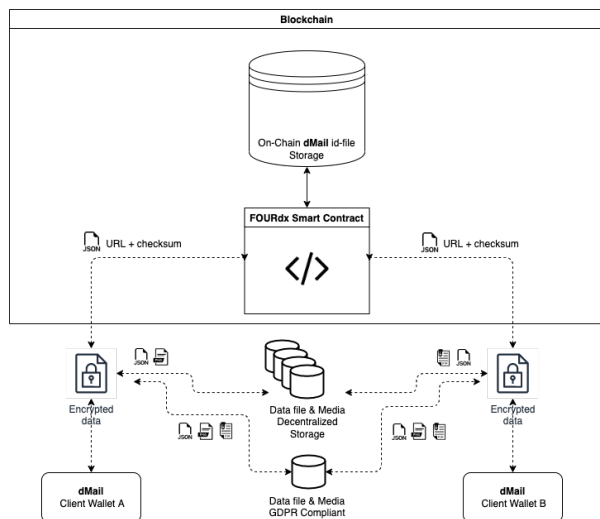 Blockchain
On-Chain dMail id-file
Storage
FOURdx Smart Contract
</>
JSON
URL + checksum
JSON
URL + checksum
JSON
JSON
Encrypted
data
Data file & Media
Decentralized
Storage
Encrypted
data
JSON
JSON
dMail
Client Wallet A
Data file & Media
GDPR Compliant
dMail
Client Wallet B